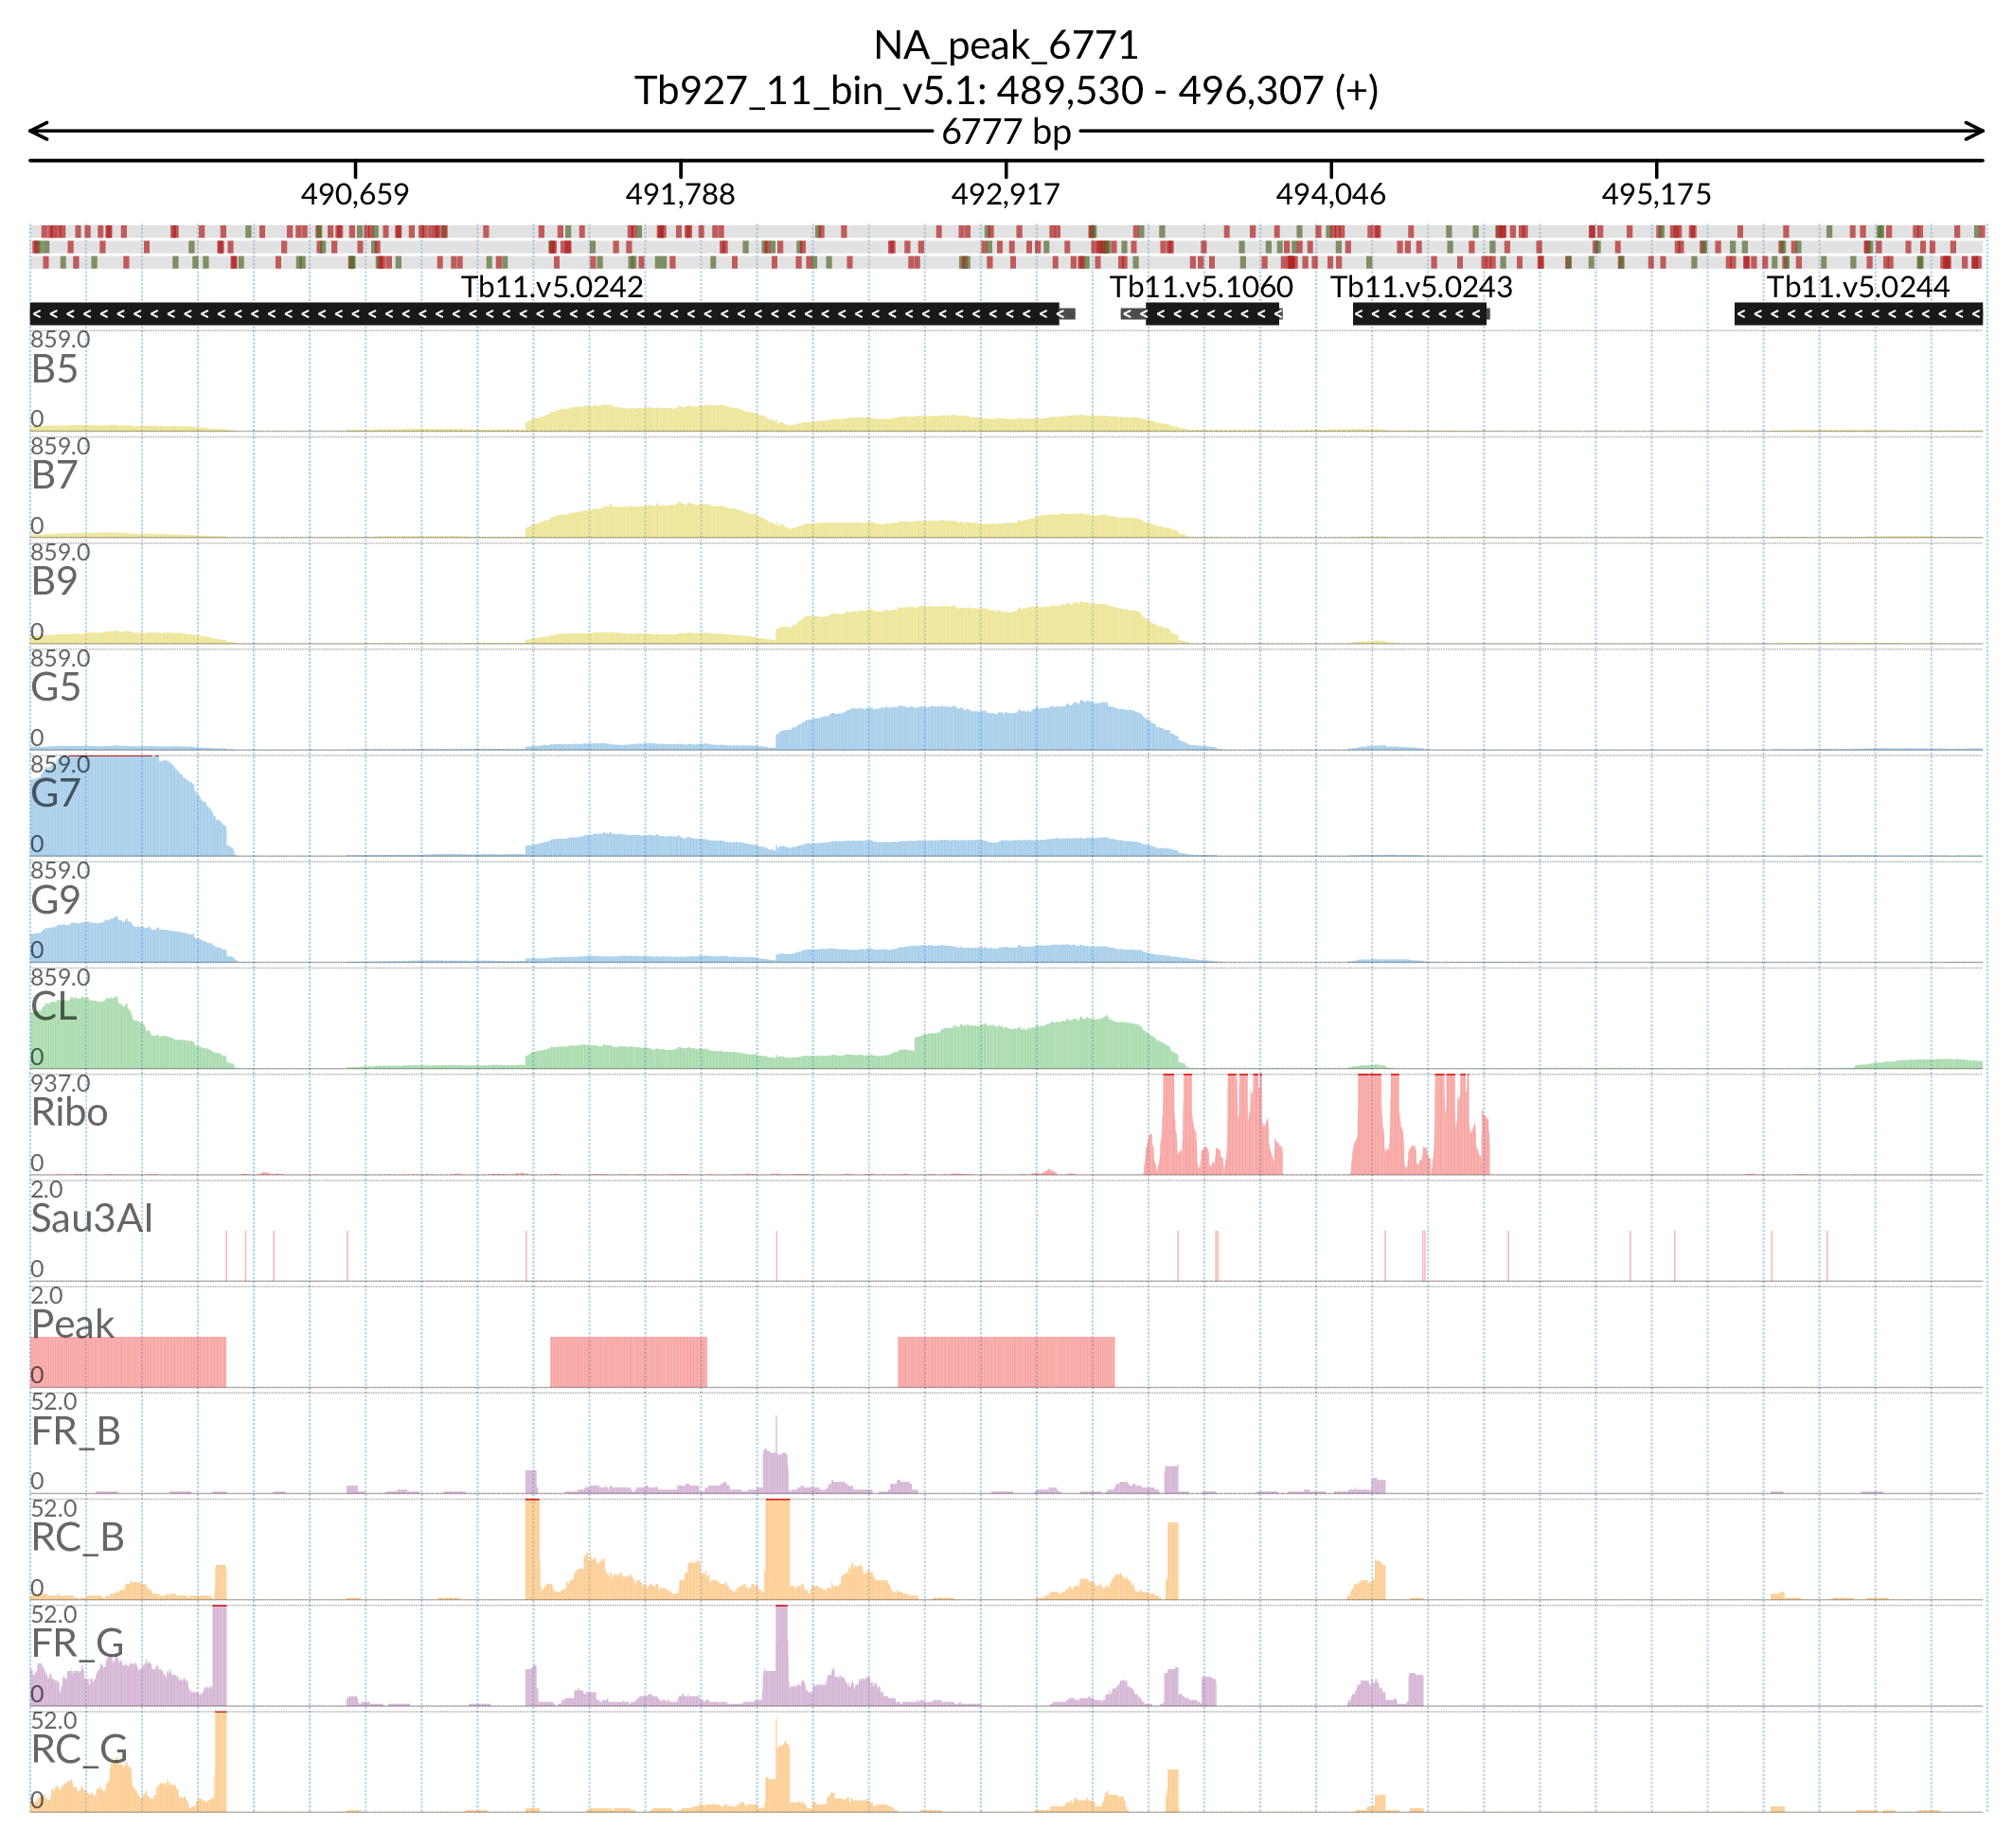 NA_peak_6771
Tb927_11_bin_v5.1: 489,530 - 496,307 (+)
6777 bp
490,659 491,788 492,917 494,046 495,175
Tb11.v5.0242 Tb11.v5.1060 Tb11.v5.0243 Tb11.v5.0244
859.0
B5
0
859.0
B7
0
859.0
B9
0
859.0
G5
0
859.0
G7
0
859.0
G9
0
859.0
CL
0
937.0
Ribo
0
2.0
Sau3AI
0
2.0
Peak
0
52.0
FR_B
0
52.0
RC_B
0
52.0
FR_G
0
52.0
RC_G
0